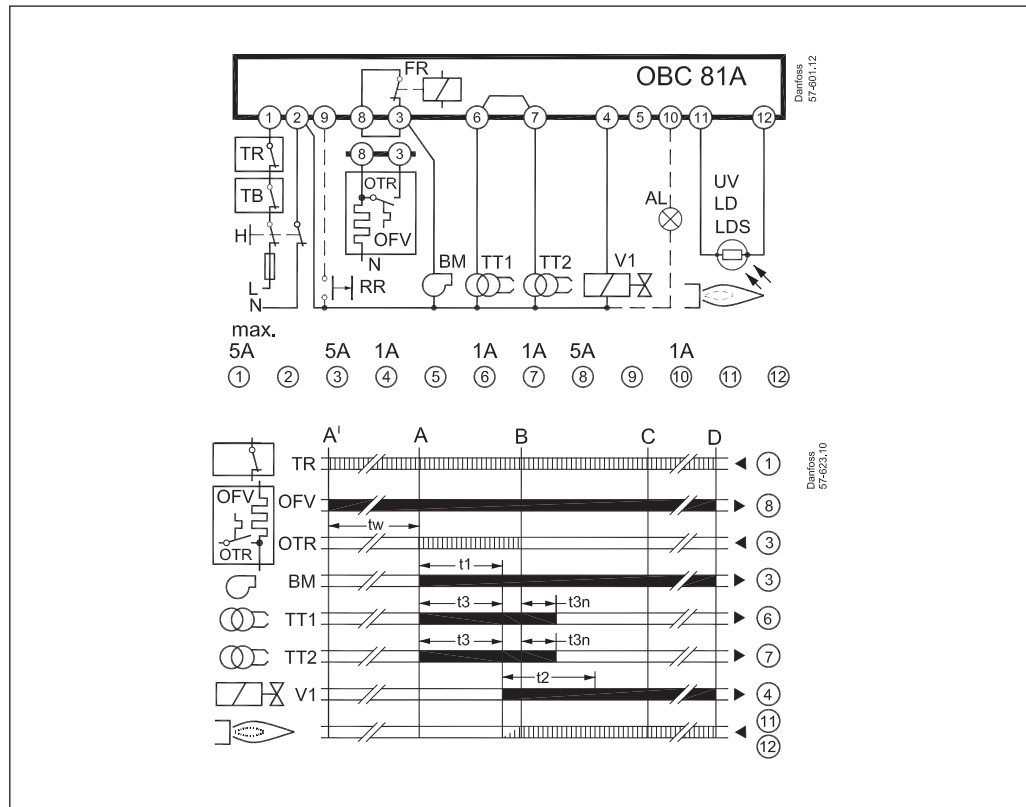 OBC 81A
Danfoss
57-601.12
FR
1 2 9 8 3 6 7 4 5 10 11 12
TR
8 3
OTR
TB
UV
LD
LDS
AL
H
OFV
N
BM TT1 TT2 V1
L
RR
N
max.
5A 5A 1A 1A 1A 5A 1A
1 2 3 4 5 6 7 8 9 10 11 12
A' A B C D
Danfoss
57-623.10
TR 1
OFV OFV 8
tw
OTR OTR 3
t1
BM 3
t3 t3n
TT1 6
t3 t3n
TT2 7
t2
V1 4
11
12